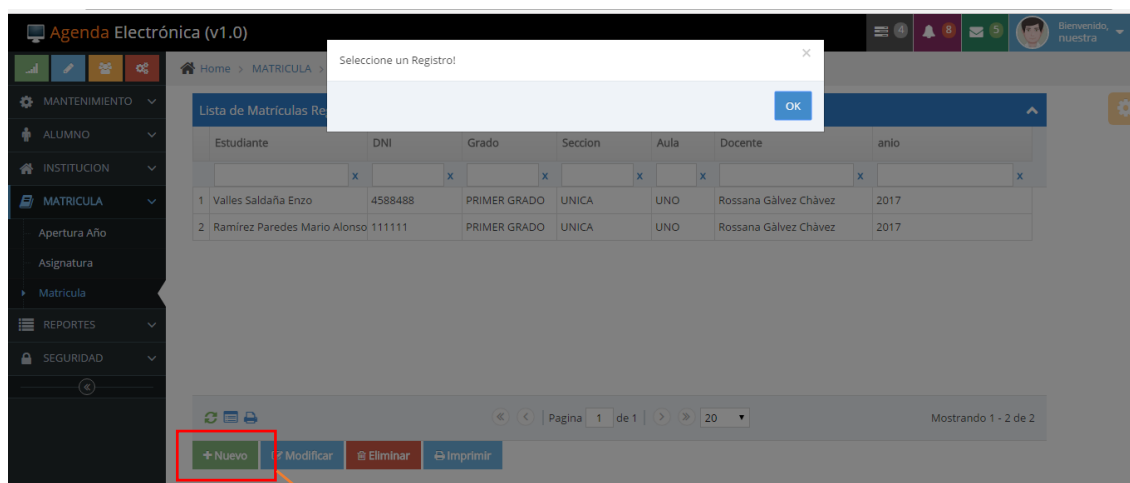 Agenda Electrónica (v1.0)
4
8
5
Bienvenido,
nuestra
Seleccione un Registro!
×
OK
Home > MATRICULA >
MANTENIMIENTO
ALUMNO
INSTITUCION
MATRICULA
Apertura Año
Asignatura
Matricula
REPORTES
SEGURIDAD
Lista de Matrículas Re
Estudiante DNI Grado Seccion Aula Docente anio
x x x x x x x
1 Valles Saldaña Enzo 4588488 PRIMER GRADO UNICA UNO Rossana Gàlvez Chàvez 2017
2 Ramírez Paredes Mario Alonso 111111 PRIMER GRADO UNICA UNO Rossana Gàlvez Chàvez 2017
Pagina 1 de 1 20 Mostrando 1 - 2 de 2
+Nuevo Modificar Eliminar Imprimir